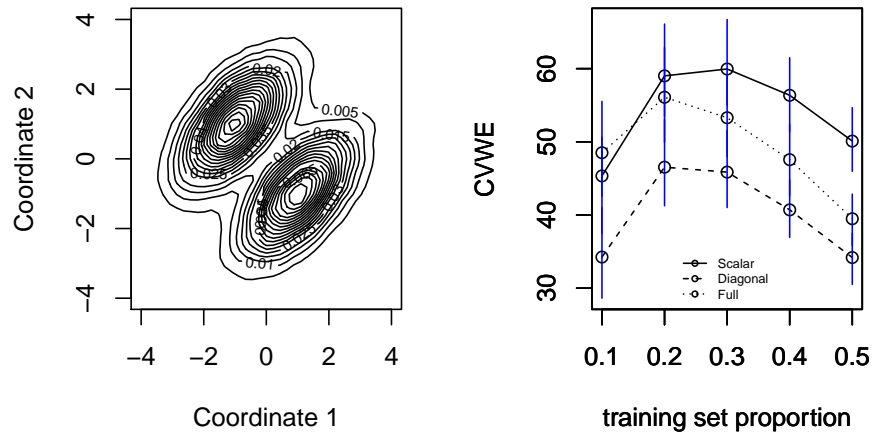 Coordinate 2
4
2
0
−2
−4
−4 −2 0 2 4
Coordinate 1
0.02
0.005
0.015
0.02
0.025
0.01
CVWE
60
50
40
30
Scalar
Diagonal
Full
0.1 0.2 0.3 0.4 0.5
training set proportion